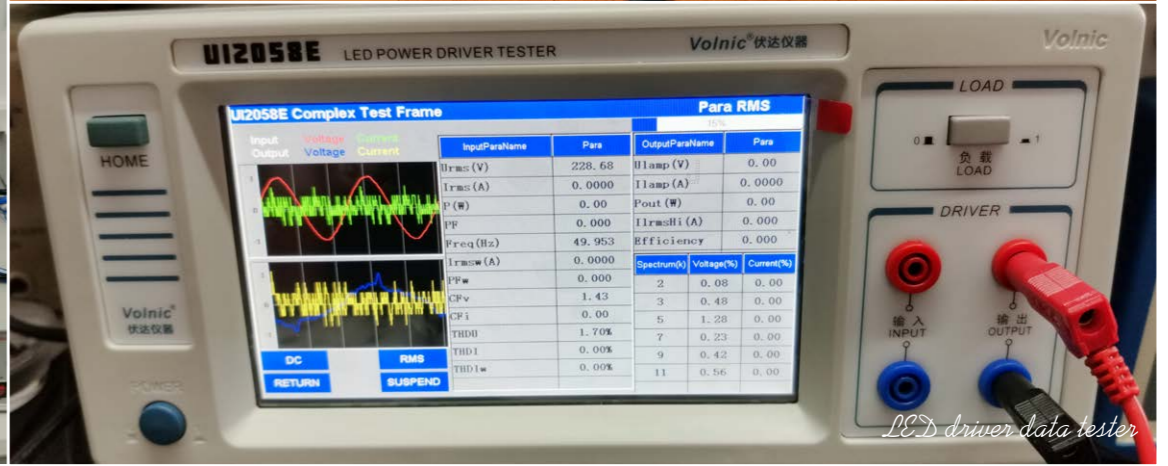 UI2058E LED POWER DRIVER TESTER
Volnic®伏达仪器
Volnic
HOME
Volnic®
伏达仪器
POWER
UI2058E Complex Test Frame
Para RMS
15%
Input Voltage Current
Output Voltage Current
InputParaName Para
Urms(V) 228.68
Irms(A) 0.0000
P(W) 0.00
PF 0.000
Freq(Hz) 49.953
Irmsw(A) 0.0000
PFw 0.000
CFv 1.43
CFi 0.00
THDU 1.70%
THDI 0.00%
THDIw 0.00%
OutputParaName Para
Ulamp(V) 0.00
Ilamp(A) 0.0000
Pout(W) 0.00
IlrmsHi(A) 0.000
Efficiency 0.000
Spectrum(k) Voltage(%) Current(%)
2 0.08 0.00
3 0.48 0.00
5 1.28 0.00
7 0.23 0.00
9 0.42 0.00
11 0.56 0.00
DC RMS
RETURN SUSPEND
LOAD
0 1
负载
LOAD
DRIVER
输入
INPUT
输出
OUTPUT
LED driver data tester